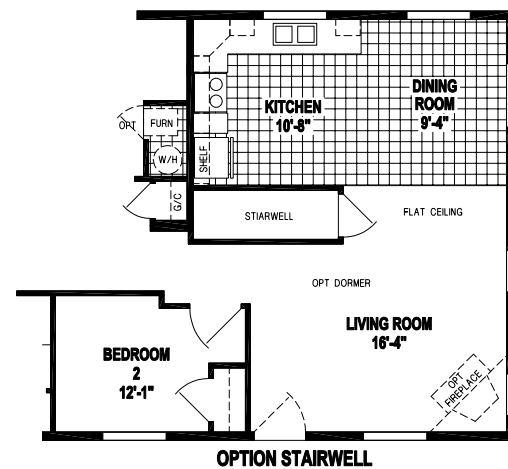 DINING
ROOM
9'-4"
KITCHEN
10'-8"
OPT
FURN
W/H
SHELF
G/C
STIARWELL
FLAT CEILING
OPT DORMER
LIVING ROOM
16'-4"
BEDROOM
2
12'-1"
OPT
FIREPLACE
OPTION STAIRWELL